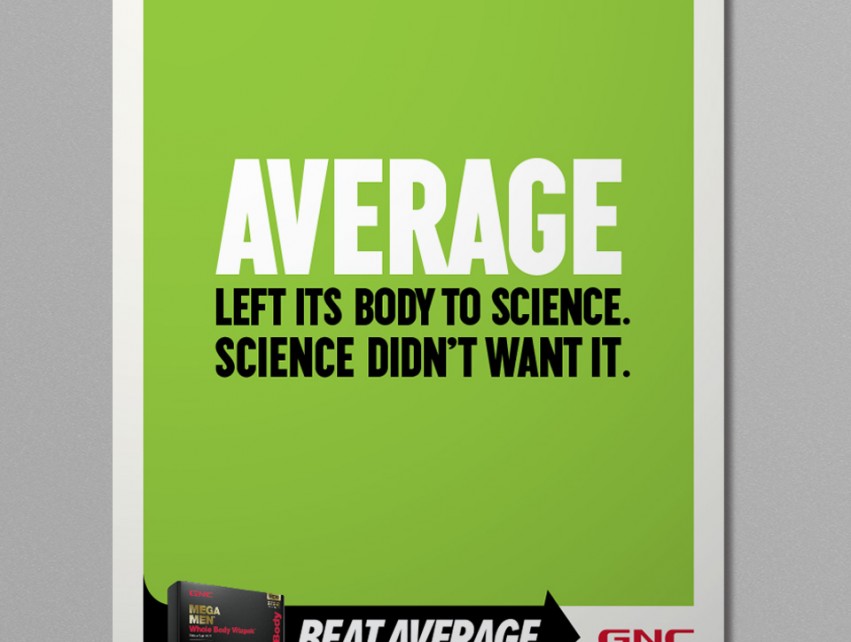 AVERAGE
LEFT ITS BODY TO SCIENCE.
SCIENCE DIDN'T WANT IT.
GNC
MEGA
MEN
Whole Body Vitapak
Body
BEAT AVERAGE
GNC